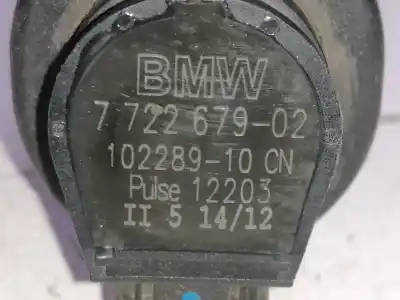 BMW
7 722 679-02
102289-10 CN
Pulse 12203
II 5 14/12